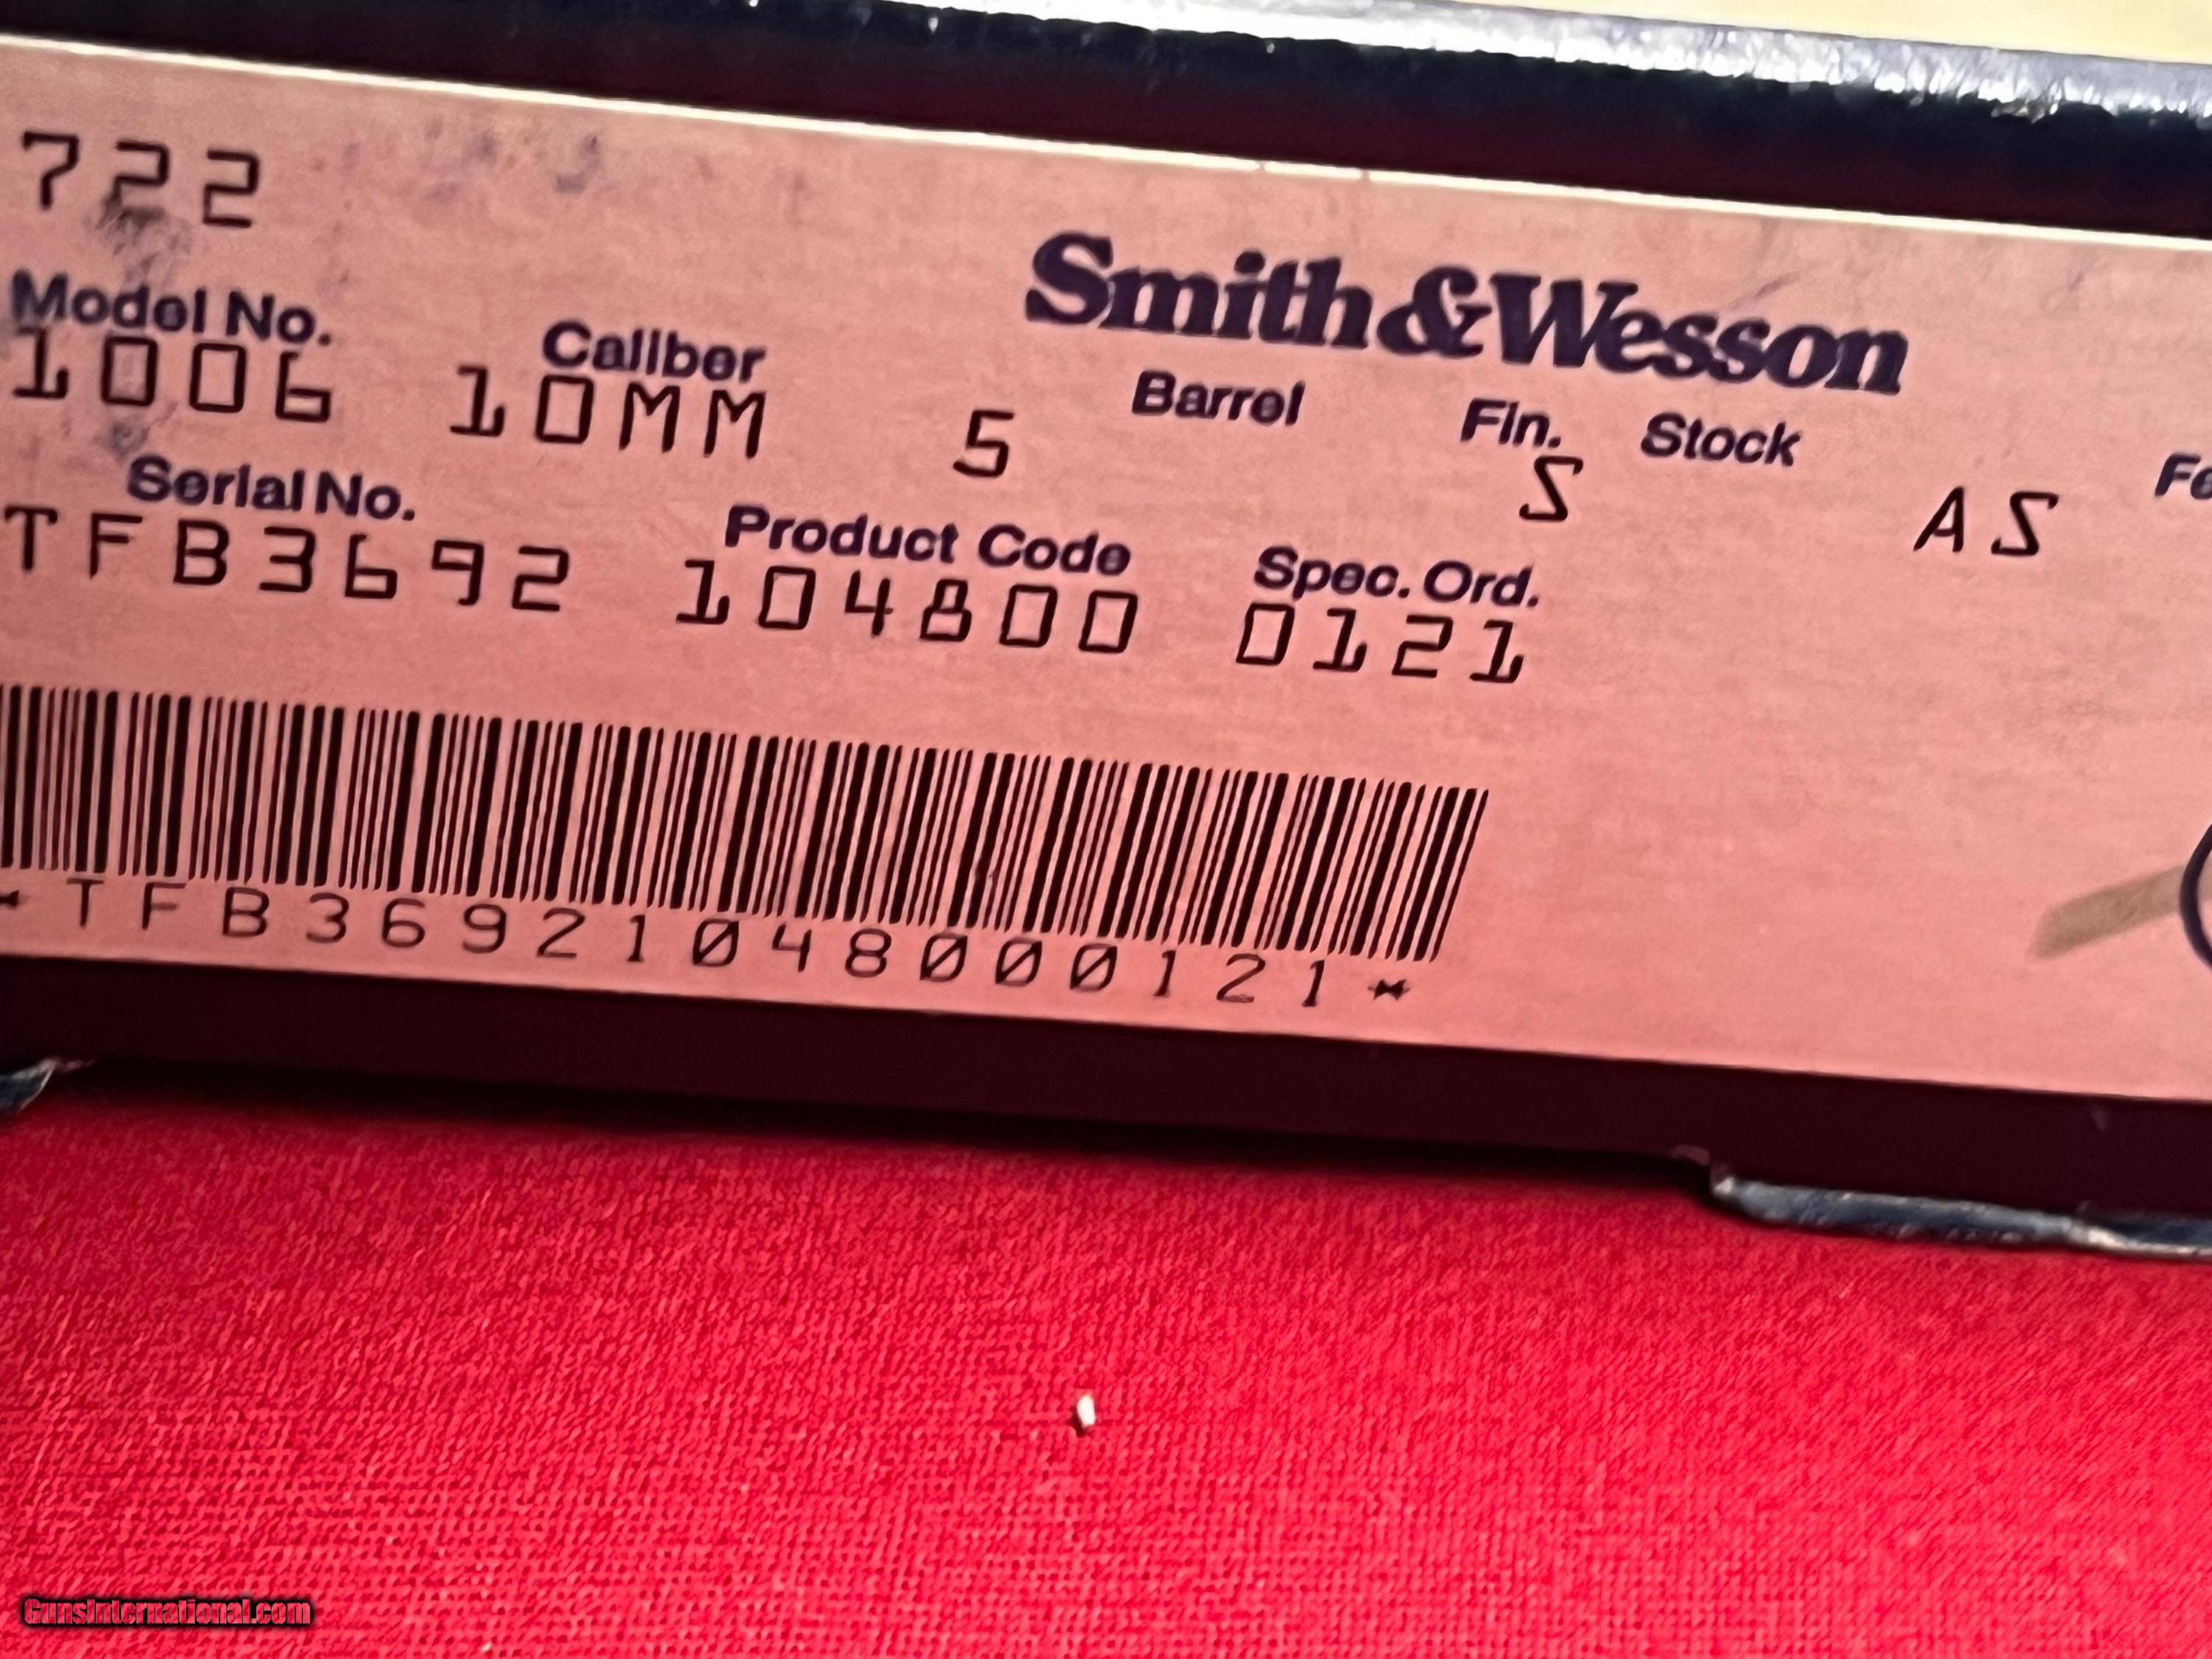 722
Smith & Wesson
Model No. Caliber Barrel Fin. Stock
1006 10MM 5 S AS
Serial No. Product Code Spec. Ord.
TFB3692 104800 0121
*TFB36921048000121*
GunsInternational.com